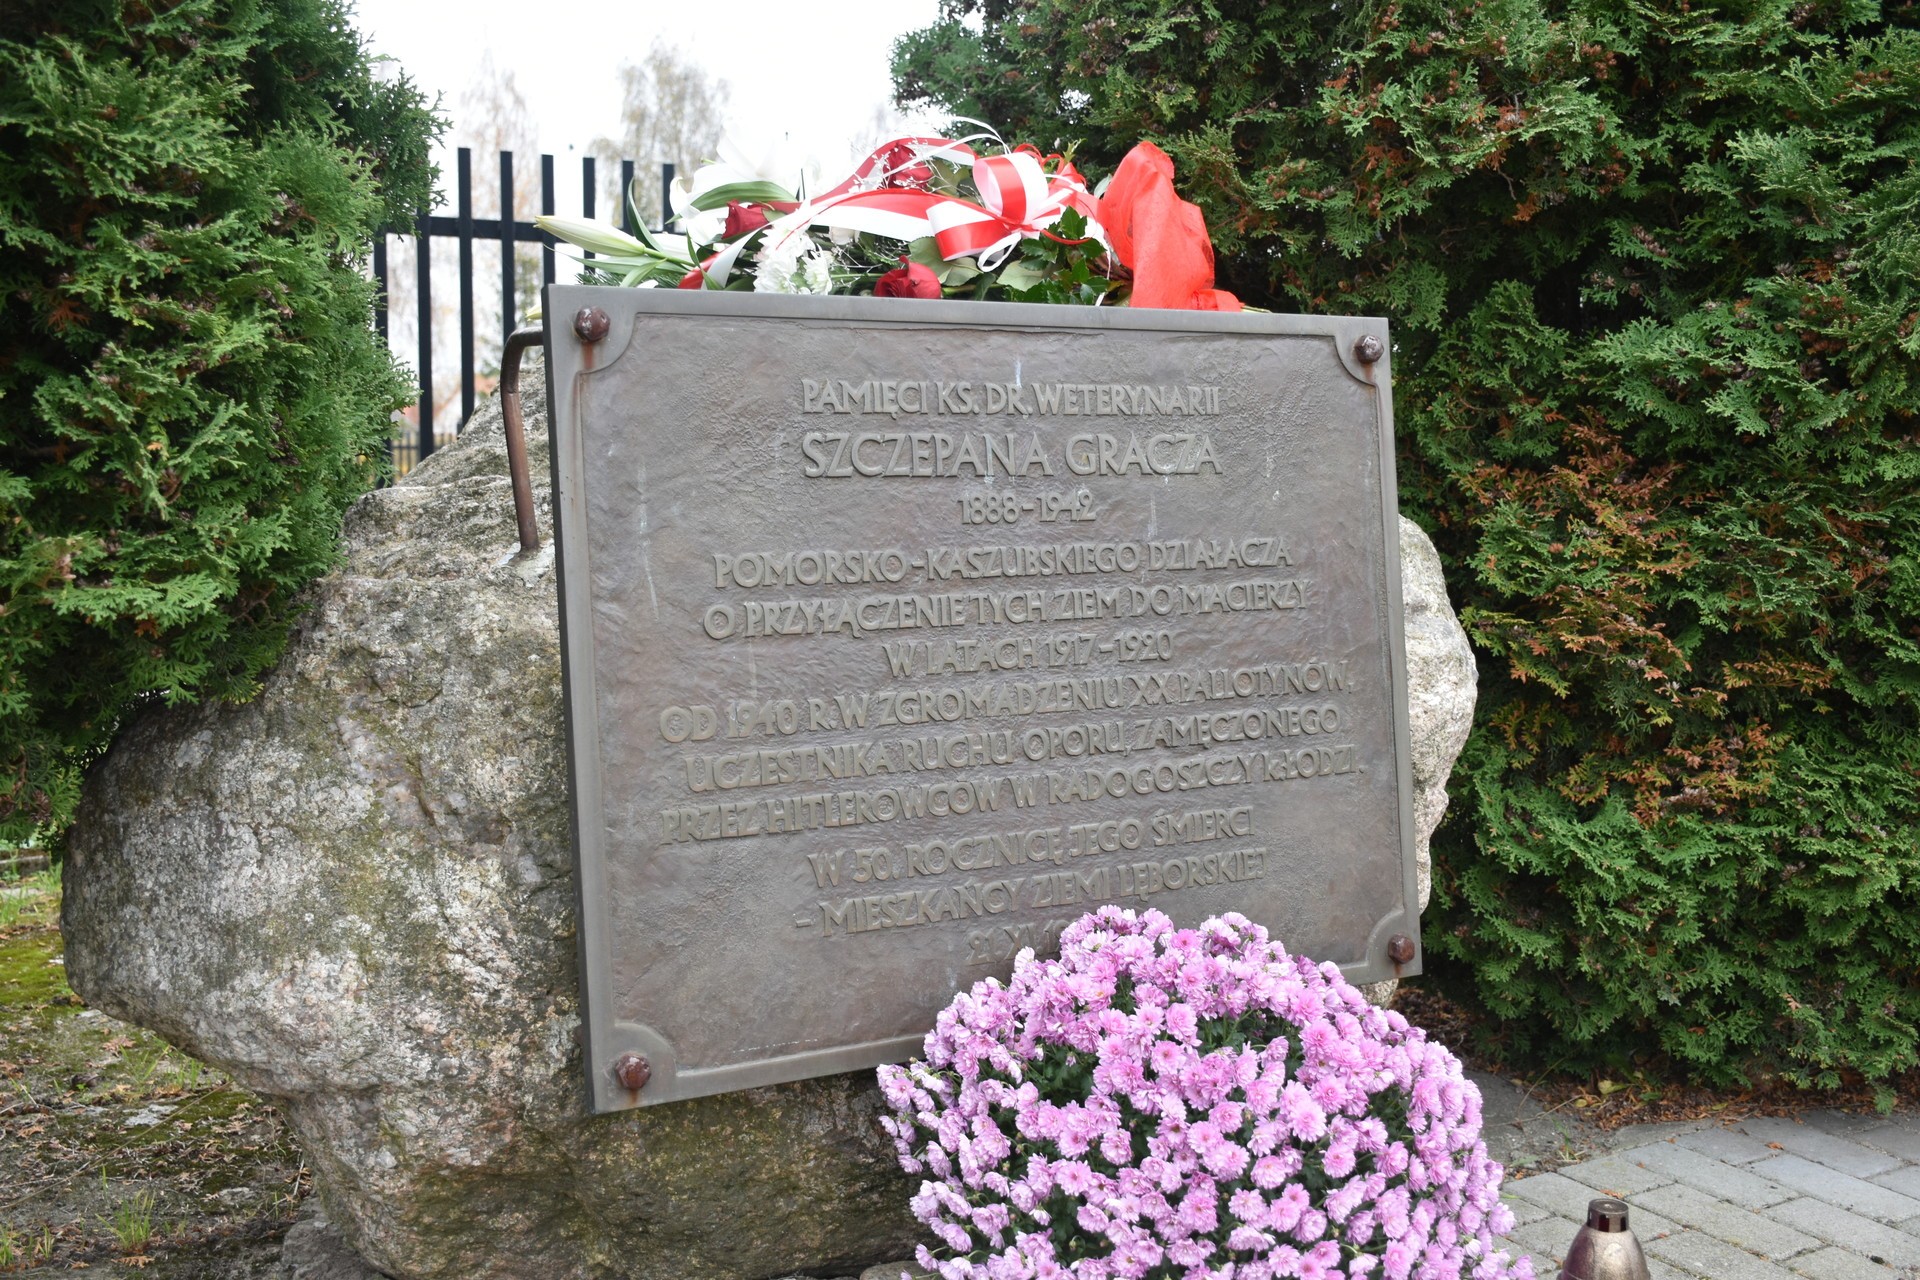 PAMIĘCI KS. DR. WETERYNARII
SZCZEPANA GRACZA
1888-1942
POMORSKO-KASZUBSKIEGO DZIAŁACZA
O PRZYŁĄCZENIE TYCH ZIEM DO MACIERZY
W LATACH 1917-1920
OD 1940 R. W ZGROMADZENIU XX PALLOTYNÓW,
UCZESTNIKA RUCHU OPORU, ZAMĘCZONEGO
PRZEZ HITLEROWCÓW W RADOGOSZCZY K. ŁODZI.
W 50. ROCZNICĘ JEGO ŚMIERCI
- MIESZKAŃCY ZIEMI LĘBORSKIEJ